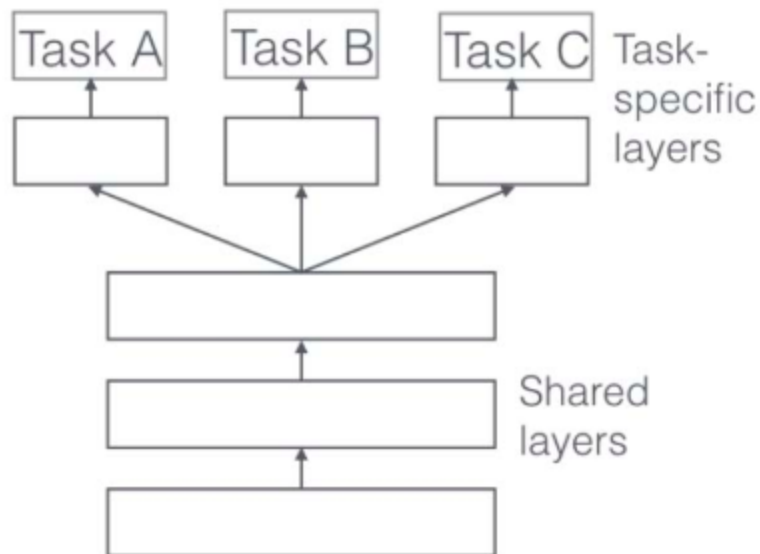 Task A
Task B
Task C
Task-
specific
layers
Shared
layers